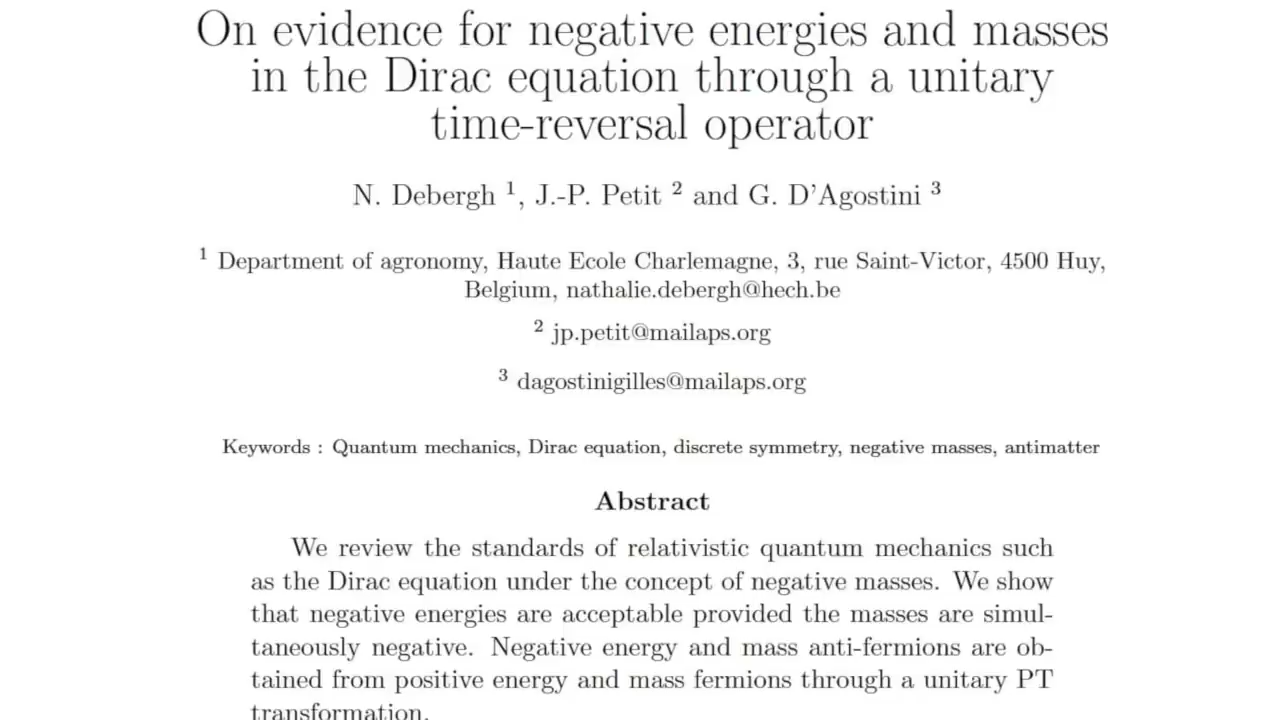 On evidence for negative energies and masses
in the Dirac equation through a unitary
time-reversal operator
N. Debergh ¹, J.-P. Petit ² and G. D'Agostini ³
¹ Department of agronomy, Haute Ecole Charlemagne, 3, rue Saint-Victor, 4500 Huy,
Belgium, nathalie.debergh@hech.be
² jp.petit@mailaps.org
³ dagostinigilles@mailaps.org
Keywords : Quantum mechanics, Dirac equation, discrete symmetry, negative masses, antimatter
Abstract
We review the standards of relativistic quantum mechanics such
as the Dirac equation under the concept of negative masses. We show
that negative energies are acceptable provided the masses are simul-
taneously negative. Negative energy and mass anti-fermions are ob-
tained from positive energy and mass fermions through a unitary PT
transformation.